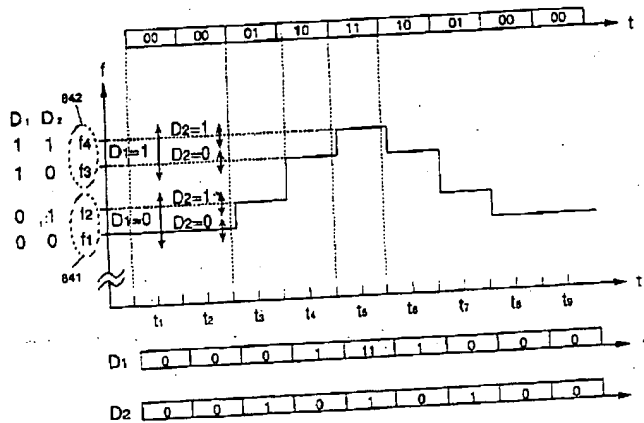 00 00 01 10 11 10 01 00 00 t
f
842
D1 D2
1 1 f4 D1=1 D2=1
1 0 f3 D2=0
0 1 f2 D1=0 D2=1
0 0 f1 D2=0
841
t1 t2 t3 t4 t5 t6 t7 t8 t9 t
D1 0 0 0 1 11 1 0 0 0
D2 0 0 1 0 1 0 1 0 0